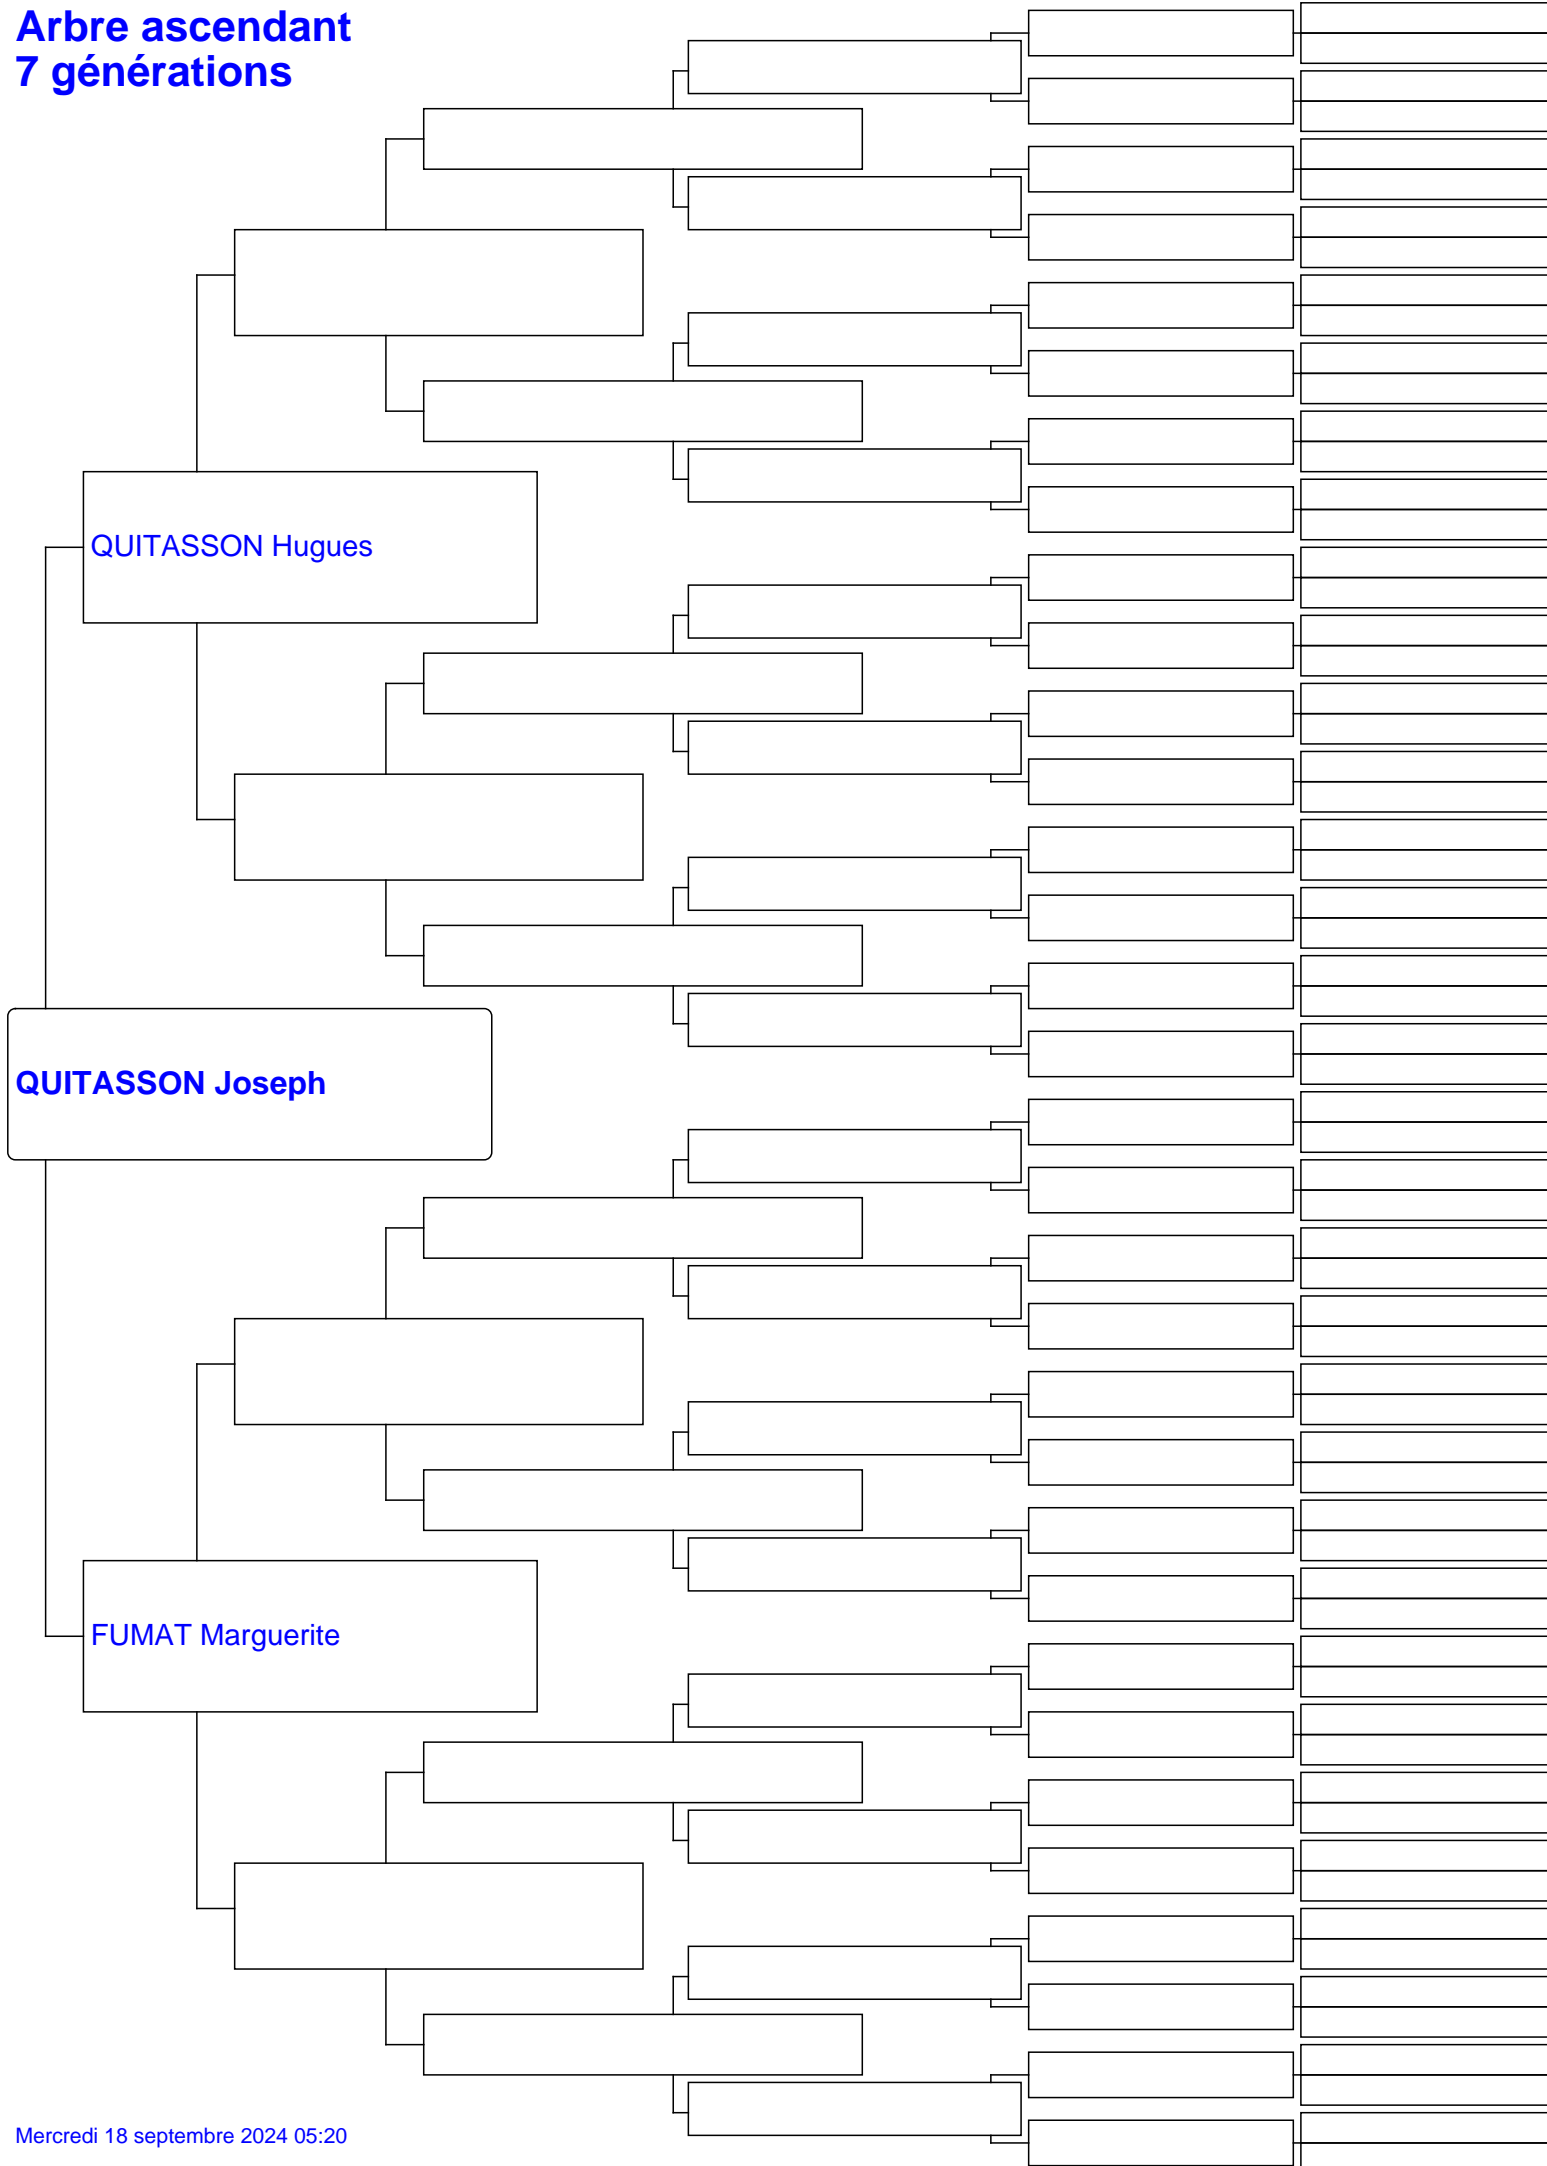 Arbre ascendant
7 générations
QUITASSON Hugues
QUITASSON Joseph
FUMAT Marguerite
Mercredi 18 septembre 2024 05:20